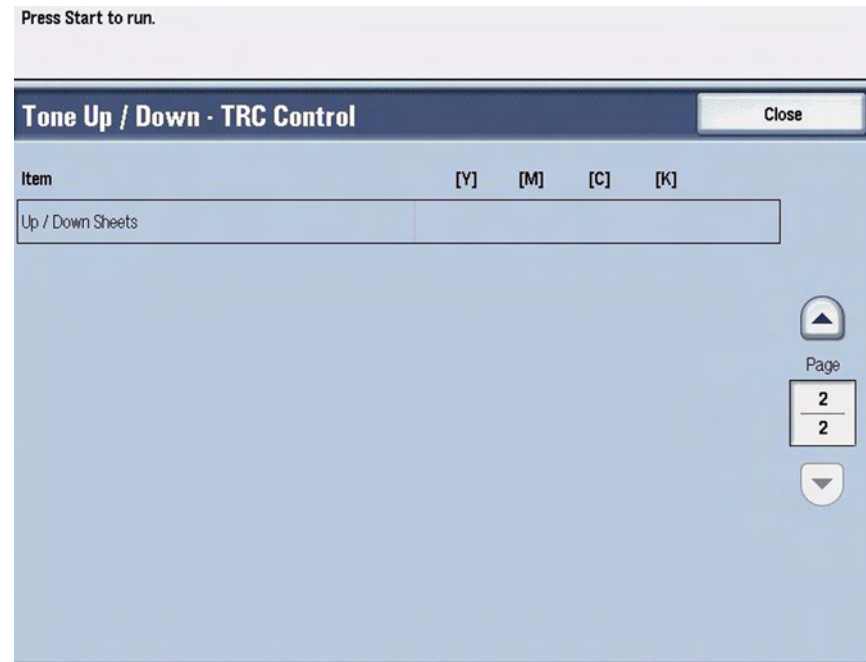 Press Start to run.
Tone Up / Down · TRC Control
Close
Item [Y] [M] [C] [K]
Up / Down Sheets
Page
2
2